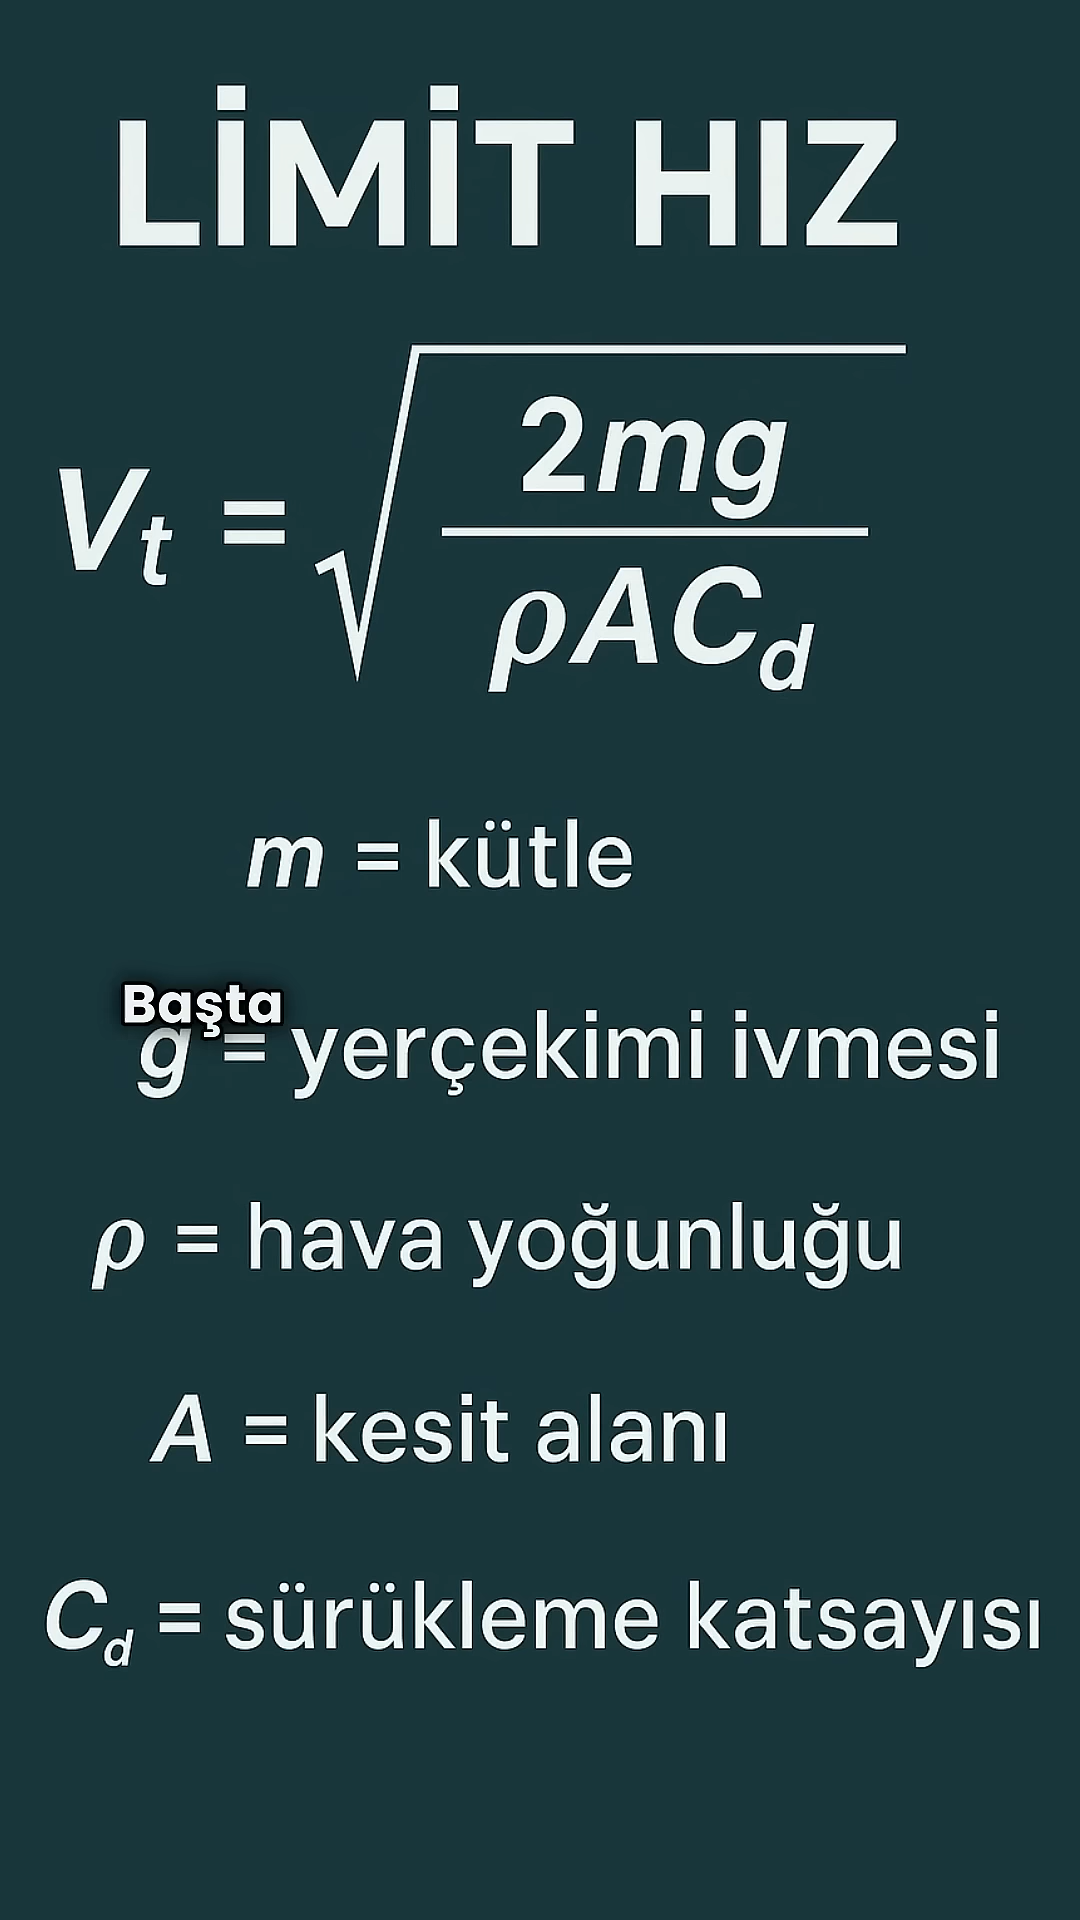 LİMİT HIZ
Vt = √(2mg / ρACd)
m = kütle
Başta
g = yerçekimi ivmesi
ρ = hava yoğunluğu
A = kesit alanı
Cd = sürükleme katsayısı